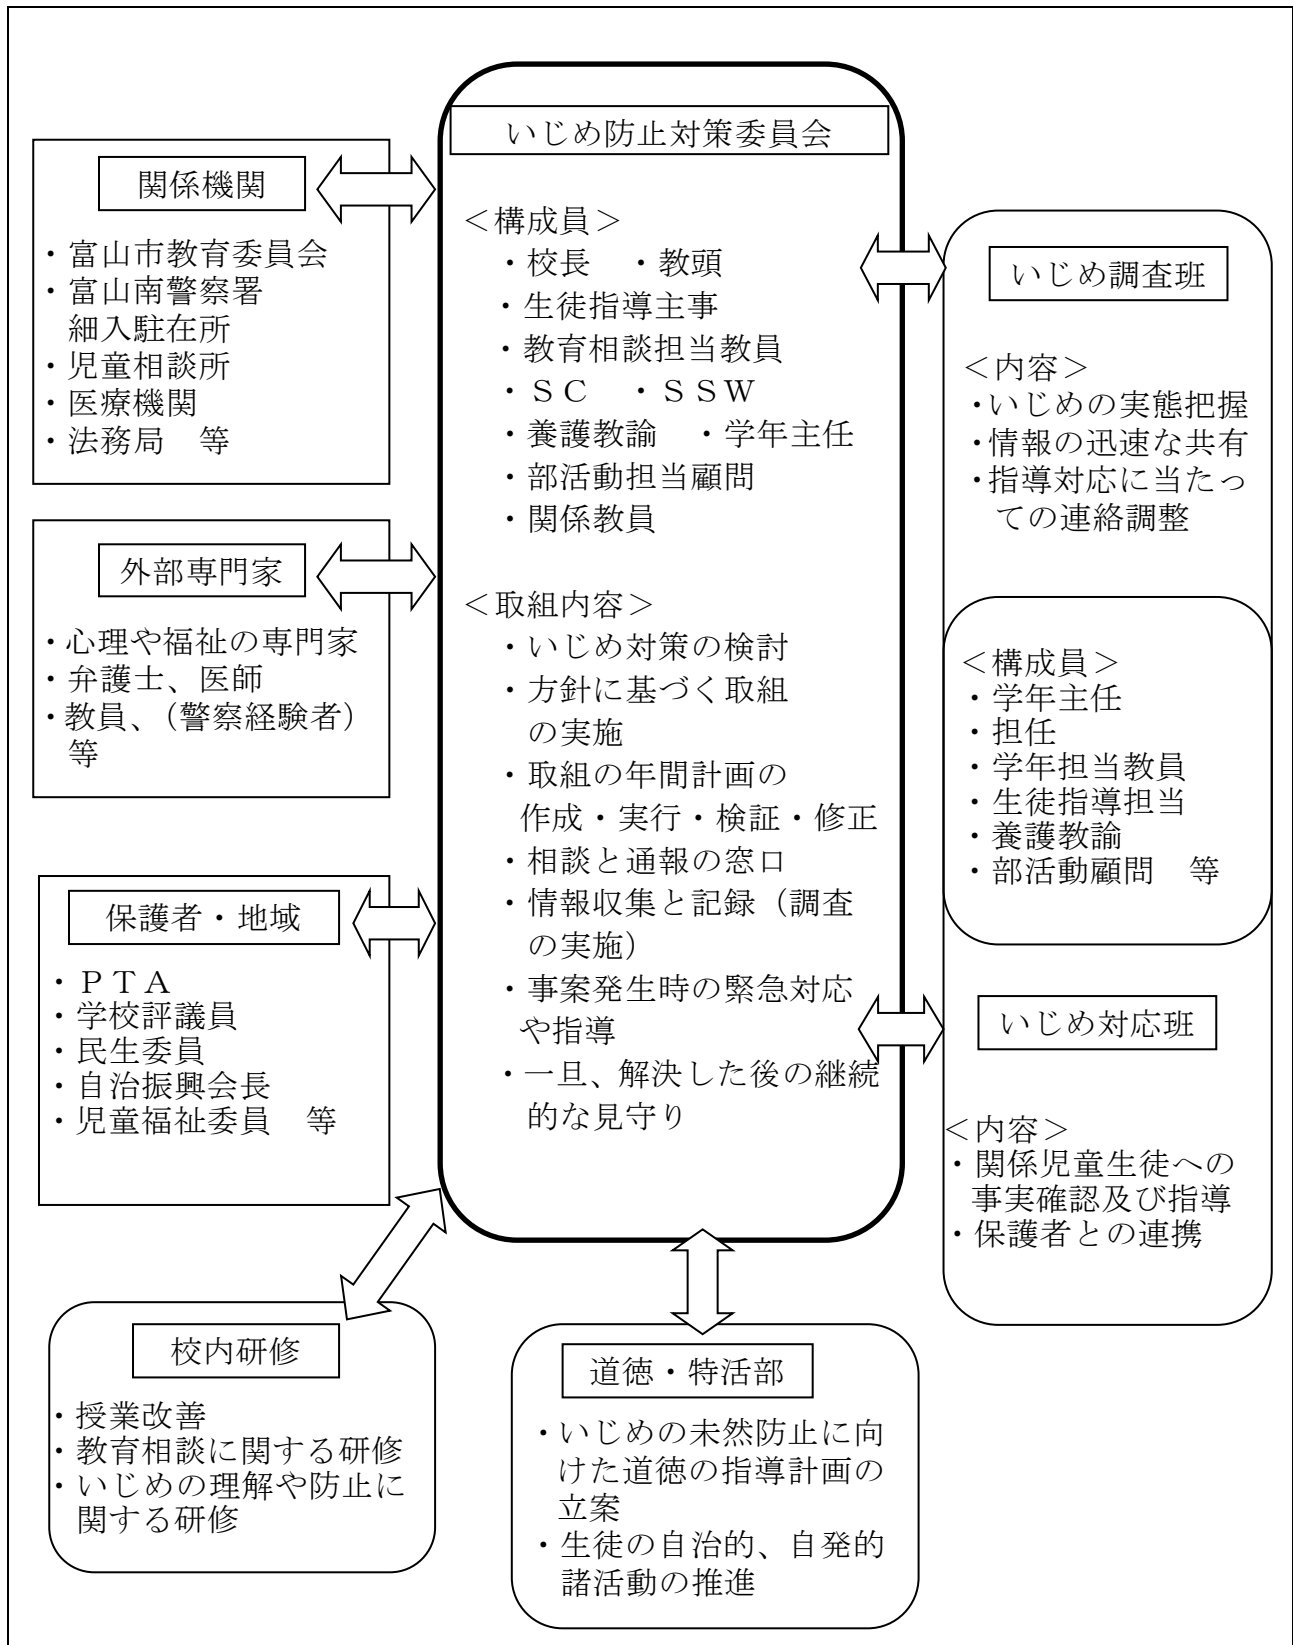 いじめ防止対策委員会
＜構成員＞
・校長　・教頭
・生徒指導主事
・教育相談担当教員
・ＳＣ　・ＳＳＷ
・養護教諭　・学年主任
・部活動担当顧問
・関係教員
＜取組内容＞
・いじめ対策の検討
・方針に基づく取組
の実施
・取組の年間計画の
作成・実行・検証・修正
・相談と通報の窓口
・情報収集と記録（調査
の実施）
・事案発生時の緊急対応
や指導
・一旦、解決した後の継続
的な見守り
関係機関
・富山市教育委員会
・富山南警察署
細入駐在所
・児童相談所
・医療機関
・法務局　等
外部専門家
・心理や福祉の専門家
・弁護士、医師
・教員、（警察経験者）
等
保護者・地域
・ＰＴＡ
・学校評議員
・民生委員
・自治振興会長
・児童福祉委員　等
いじめ調査班
＜内容＞
・いじめの実態把握
・情報の迅速な共有
・指導対応に当たっ
ての連絡調整
＜構成員＞
・学年主任
・担任
・学年担当教員
・生徒指導担当
・養護教諭
・部活動顧問　等
いじめ対応班
＜内容＞
・関係児童生徒への
事実確認及び指導
・保護者との連携
校内研修
・授業改善
・教育相談に関する研修
・いじめの理解や防止に
関する研修
道徳・特活部
・いじめの未然防止に向
けた道徳の指導計画の
立案
・生徒の自治的、自発的
諸活動の推進